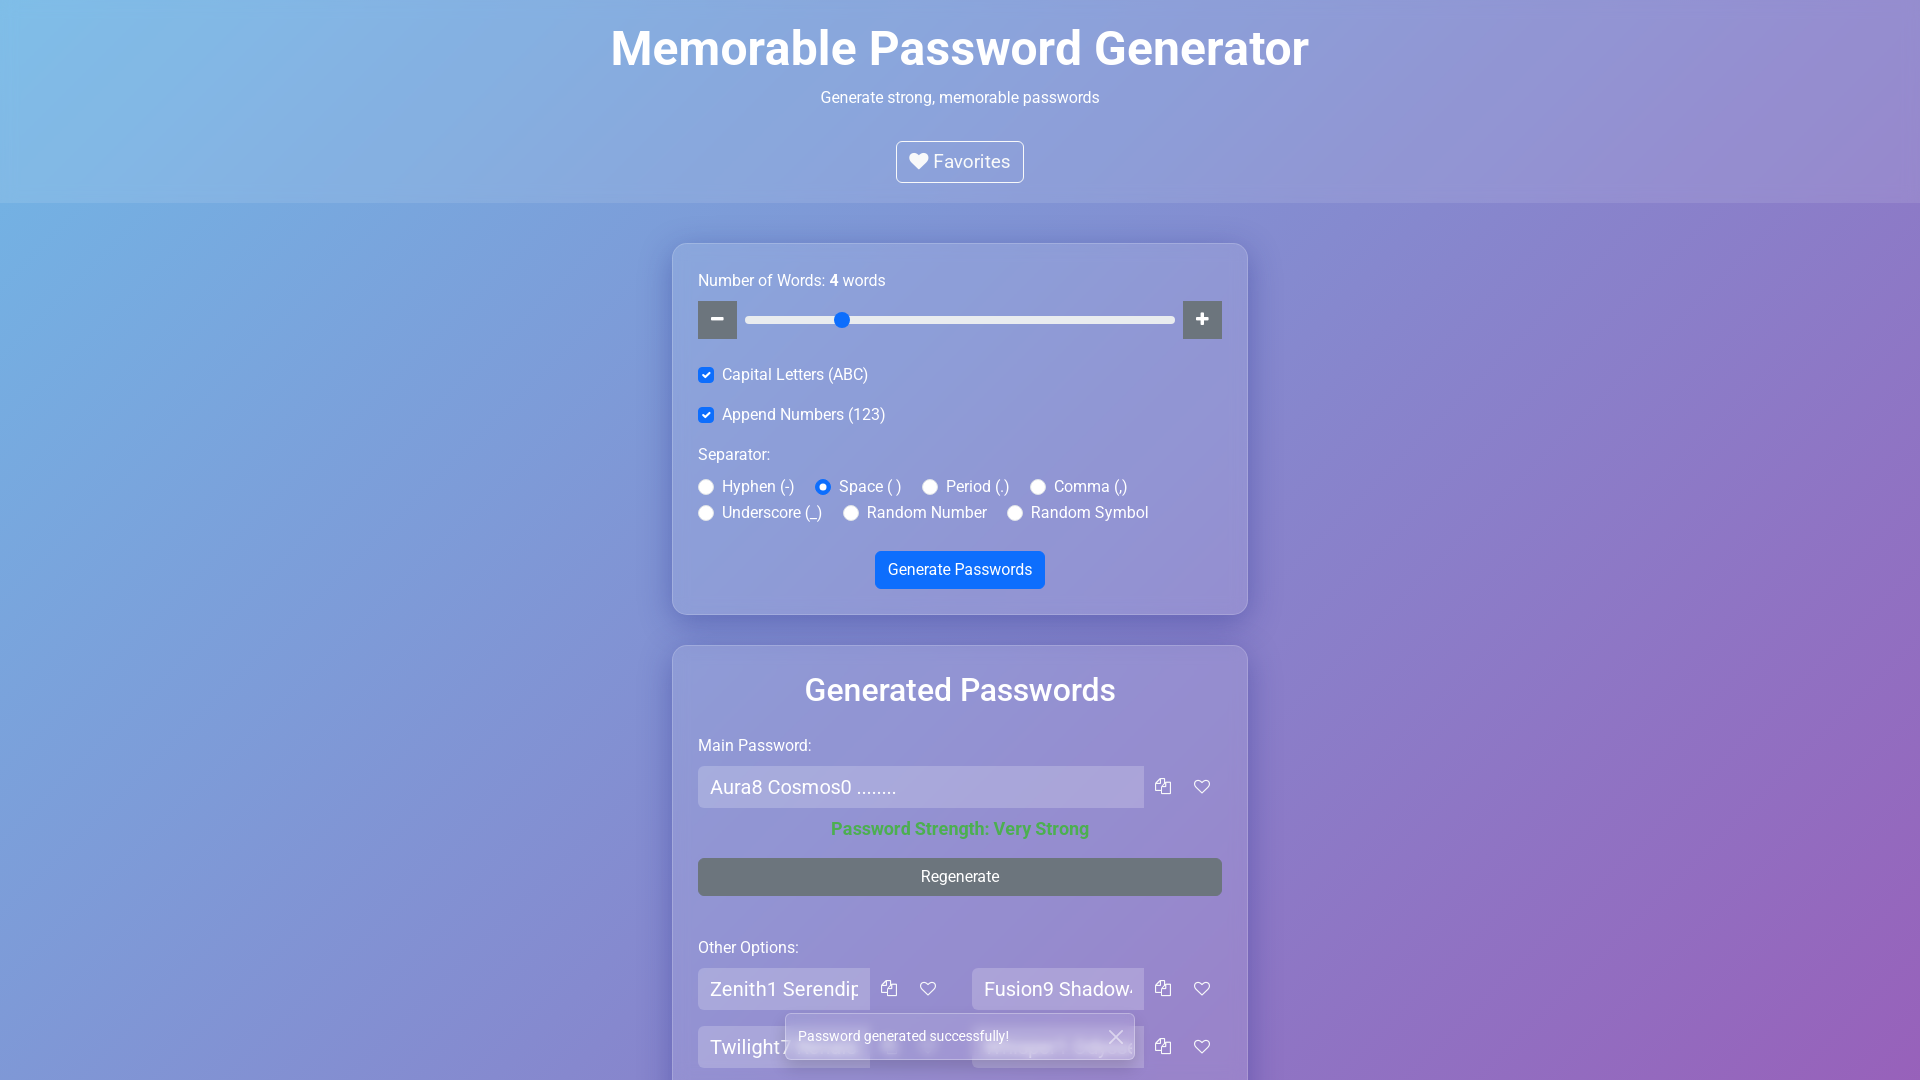 Memorable Password Generator
Generate strong, memorable passwords
Favorites
Number of Words: 4 words
Capital Letters (ABC)
Append Numbers (123)
Separator:
Hyphen (-) Space ( ) Period (.) Comma (,)
Underscore (_) Random Number Random Symbol
Generate Passwords
Generated Passwords
Main Password:
Aura8 Cosmos0 ........
Password Strength: Very Strong
Regenerate
Other Options:
Zenith1 Serendip Fusion9 Shadow
Twilight7
Password generated successfully!